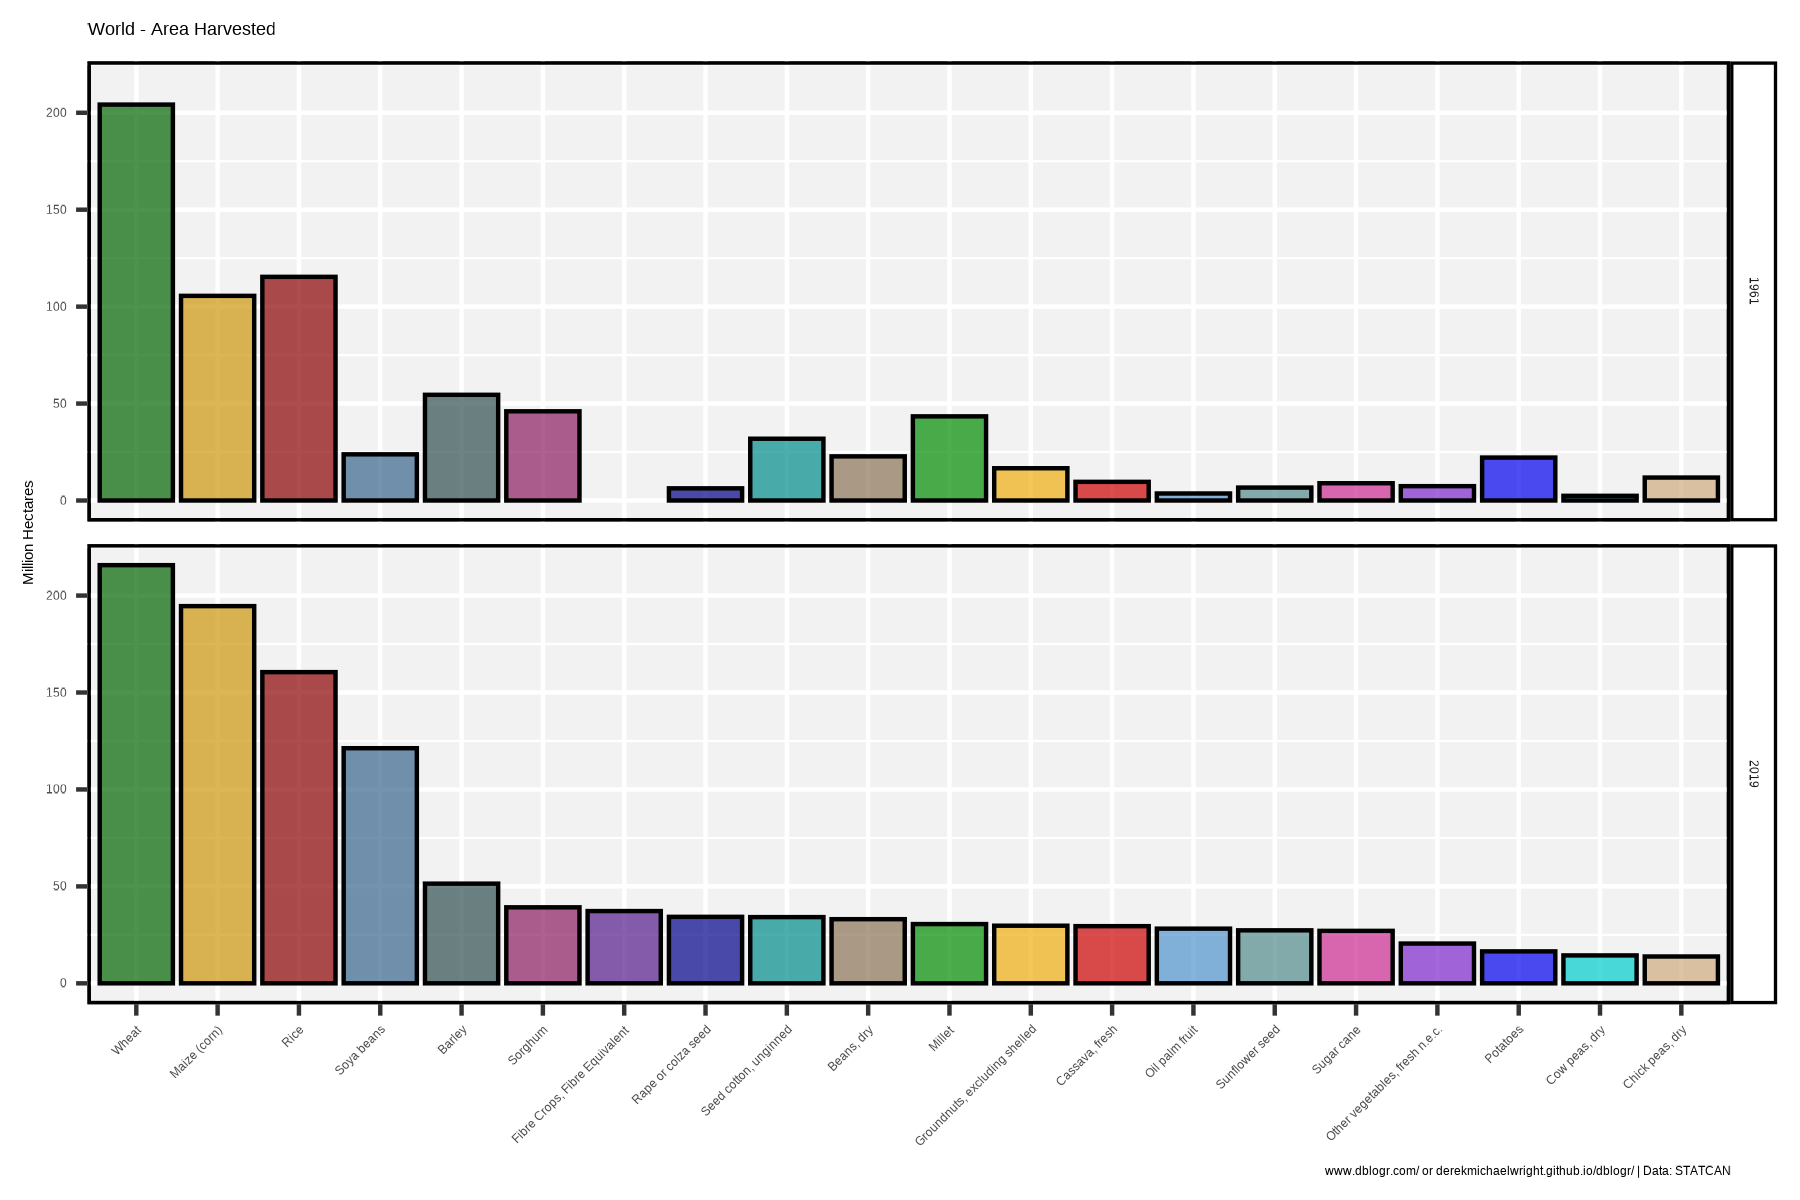 World - Area Harvested
Million Hectares
200
150
100
50
0
1961
200
150
100
50
0
2019
Wheat
Maize (corn)
Rice
Soya beans
Barley
Sorghum
Fibre Crops, Fibre Equivalent
Rape or colza seed
Seed cotton, unginned
Beans, dry
Millet
Groundnuts, excluding shelled
Cassava, fresh
Oil palm fruit
Sunflower seed
Sugar cane
Other vegetables, fresh n.e.c.
Potatoes
Cow peas, dry
Chick peas, dry
www.dblogr.com/ or derekmichaelwright.github.io/dblogr/ | Data: STATCAN